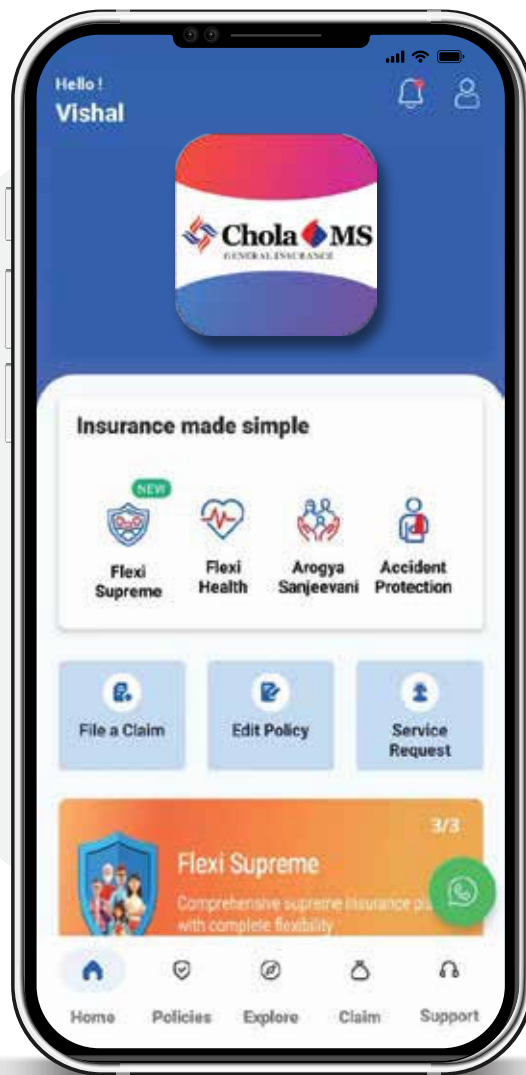 Hello !
Vishal
Chola MS
GENERAL INSURANCE
Insurance made simple
NEW
Flexi
Supreme
Flexi
Health
Arogya
Sanjeevani
Accident
Protection
File a Claim
Edit Policy
Service
Request
3/3
Flexi Supreme
Comprehensive supreme insurance
with complete flexibility
Home
Policies
Explore
Claim
Support